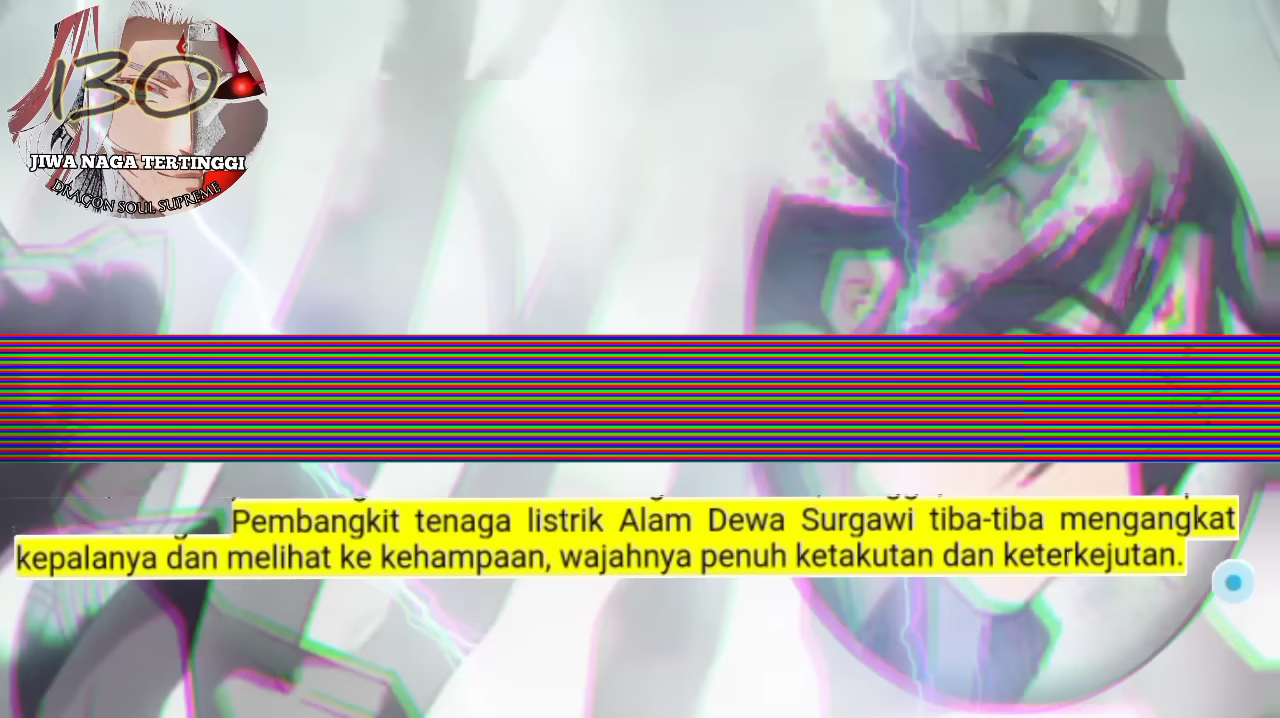 130
JIWA NAGA TERTINGGI
DRAGON SOUL SUPREME
Pembangkit tenaga listrik Alam Dewa Surgawi tiba-tiba mengangkat
kepalanya dan melihat ke kehampaan, wajahnya penuh ketakutan dan keterkejutan.